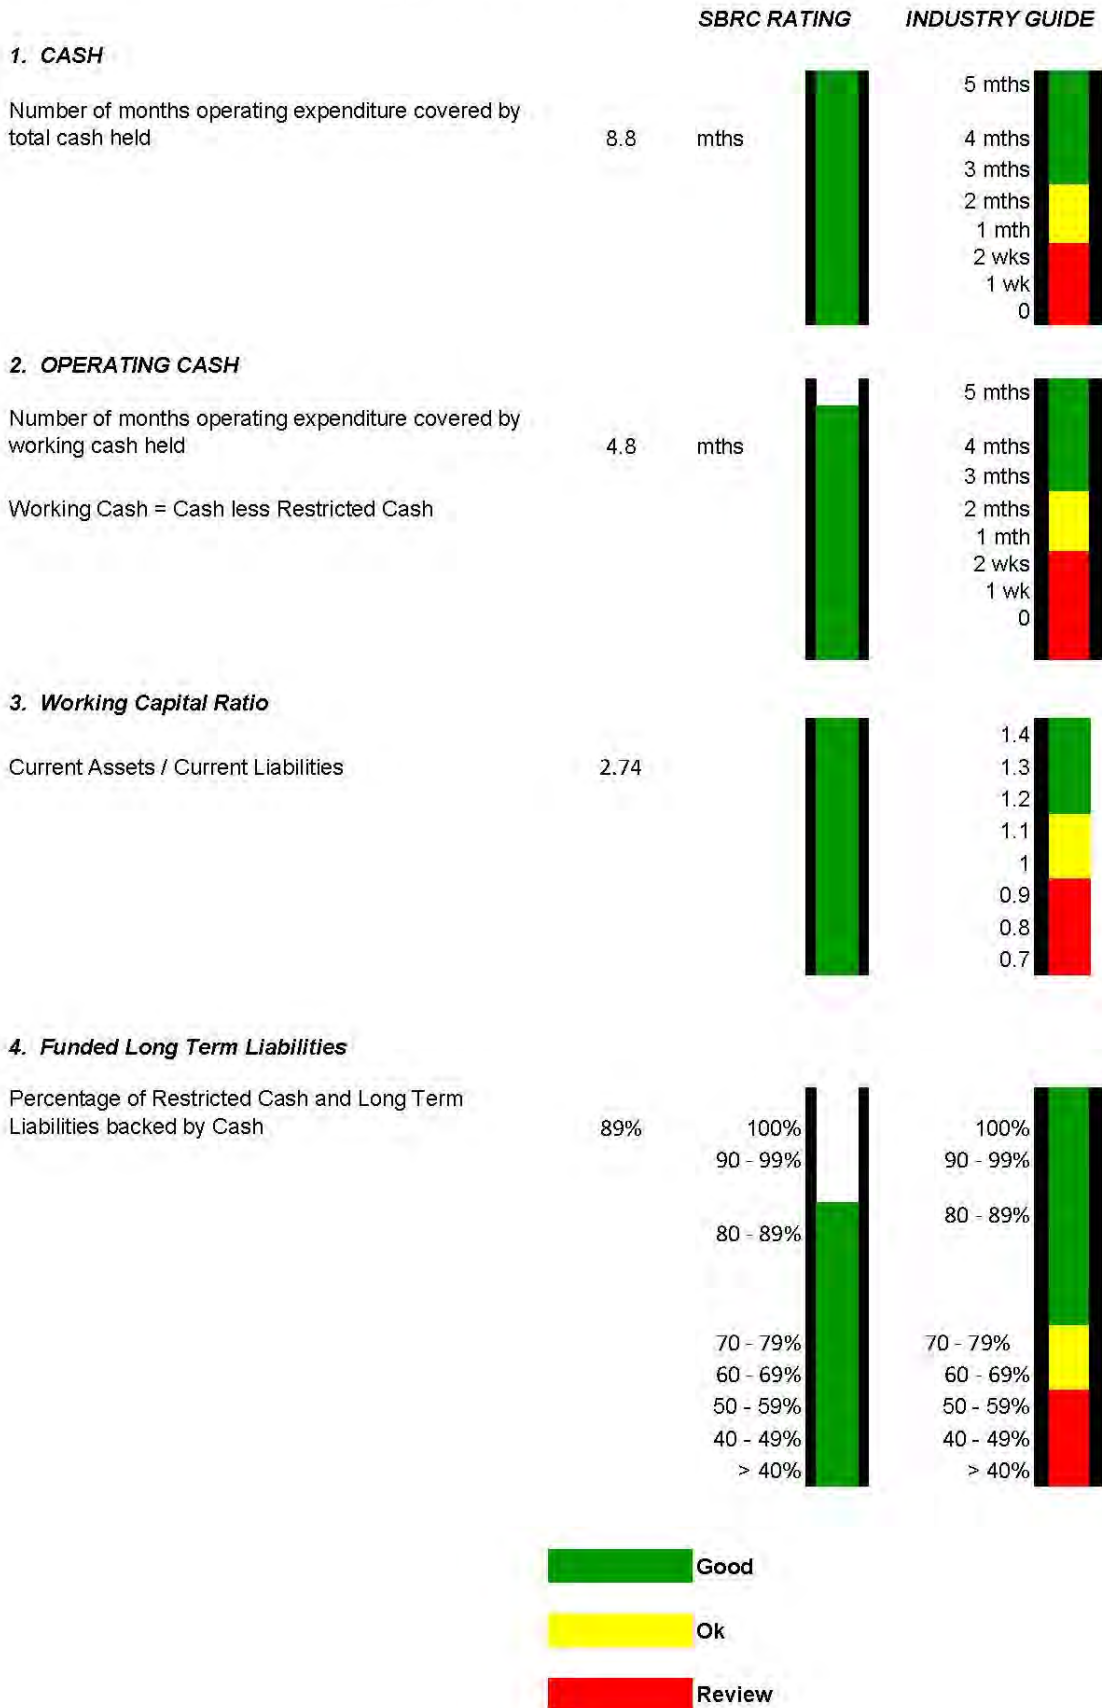 SBRC RATING INDUSTRY GUIDE
1. CASH
5 mths
Number of months operating expenditure covered by
total cash held 8.8 mths 4 mths
3 mths
2 mths
1 mth
2 wks
1 wk
0
2. OPERATING CASH
5 mths
Number of months operating expenditure covered by
working cash held 4.8 mths 4 mths
3 mths
Working Cash = Cash less Restricted Cash 2 mths
1 mth
2 wks
1 wk
0
3. Working Capital Ratio
1.4
Current Assets / Current Liabilities 2.74 1.3
1.2
1.1
1
0.9
0.8
0.7
4. Funded Long Term Liabilities
Percentage of Restricted Cash and Long Term
Liabilities backed by Cash 89% 100% 100%
90 - 99% 90 - 99%
80 - 89% 80 - 89%
70 - 79% 70 - 79%
60 - 69% 60 - 69%
50 - 59% 50 - 59%
40 - 49% 40 - 49%
> 40% > 40%
Good
Ok
Review